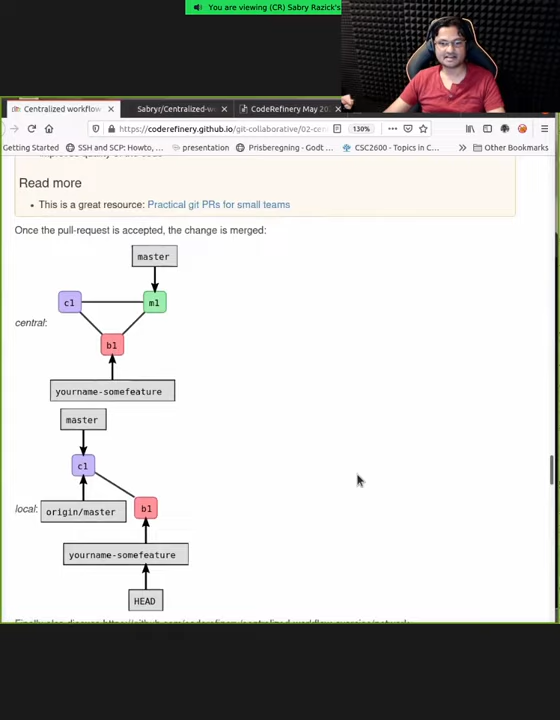 You are viewing (CR) Sabry Razick's
Centralized workflow
Sabryr/Centralized-wo
CodeRefinery May 20
https://coderefinery.github.io/git-collaborative/02-cen
130%
Getting Started
SSH and SCP: Howto, ...
presentation
Prisberegning: Godt ...
CSC2600 - Topics in C...
Other Bookmarks
Read more
This is a great resource: Practical git PRs for small teams
Once the pull-request is accepted, the change is merged:
master
c1
m1
central:
b1
yourname-somefeature
master
c1
local:
origin/master
b1
yourname-somefeature
HEAD